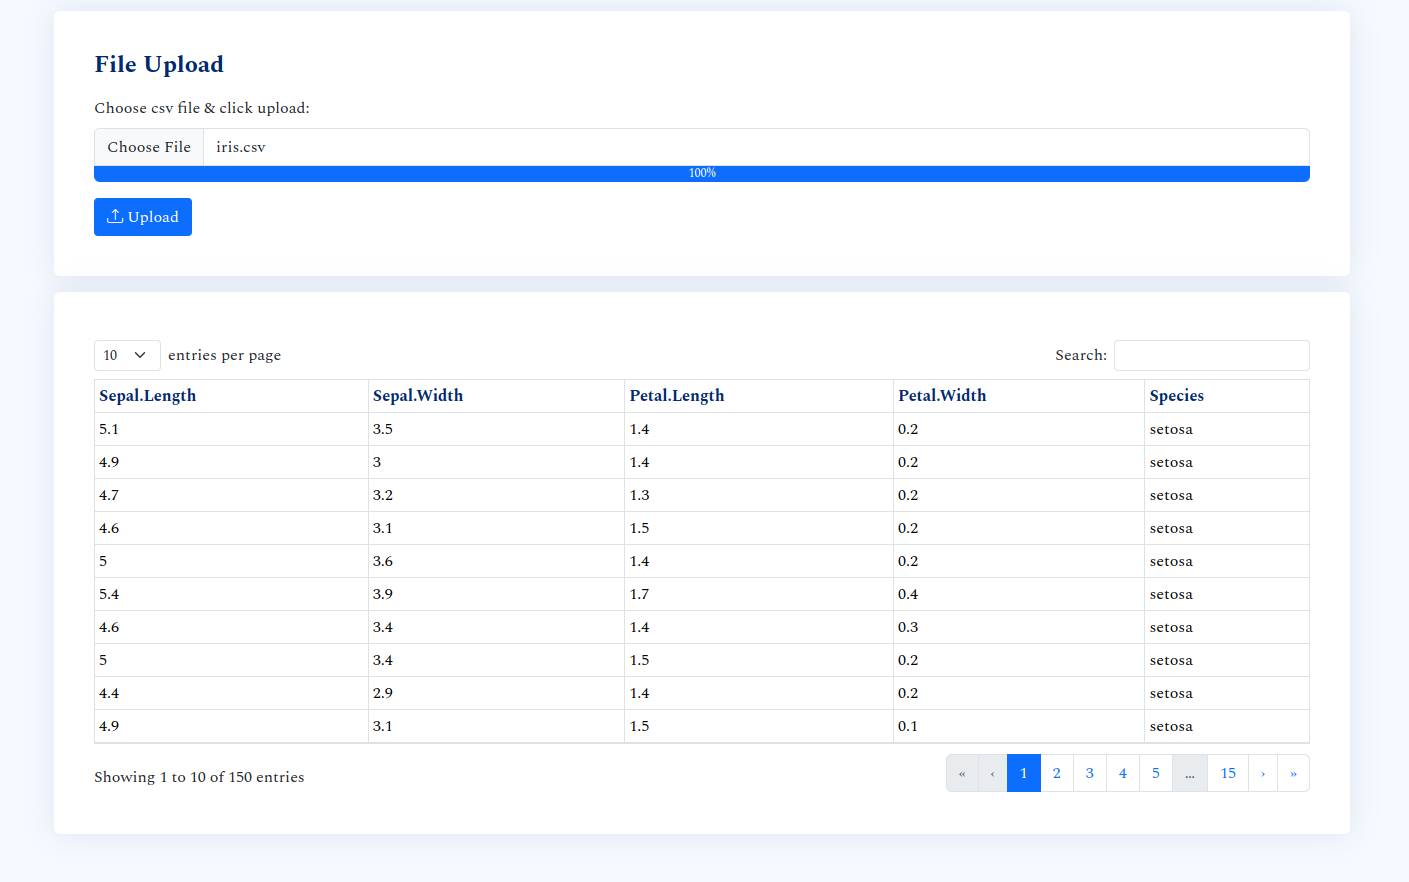 File Upload
Choose csv file & click upload:
Choose File iris.csv
100%
Upload
10 entries per page Search:
Sepal.Length Sepal.Width Petal.Length Petal.Width Species
5.1 3.5 1.4 0.2 setosa
4.9 3 1.4 0.2 setosa
4.7 3.2 1.3 0.2 setosa
4.6 3.1 1.5 0.2 setosa
5 3.6 1.4 0.2 setosa
5.4 3.9 1.7 0.4 setosa
4.6 3.4 1.4 0.3 setosa
5 3.4 1.5 0.2 setosa
4.4 2.9 1.4 0.2 setosa
4.9 3.1 1.5 0.1 setosa
Showing 1 to 10 of 150 entries « ‹ 1 2 3 4 5 … 15 › »